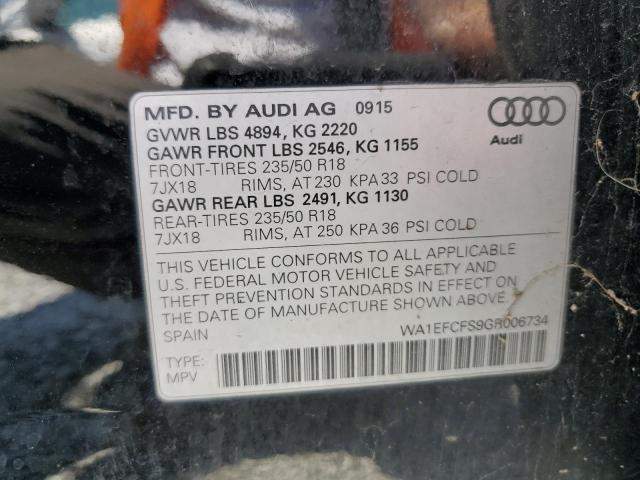 MFD. BY AUDI AG 0915
GVWR LBS 4894, KG 2220
GAWR FRONT LBS 2546, KG 1155
FRONT-TIRES 235/50 R18
7JX18 RIMS, AT 230 KPA 33 PSI COLD
GAWR REAR LBS 2491, KG 1130
REAR-TIRES 235/50 R18
7JX18 RIMS, AT 250 KPA 36 PSI COLD
Audi
THIS VEHICLE CONFORMS TO ALL APPLICABLE
U.S. FEDERAL MOTOR VEHICLE SAFETY AND
THEFT PREVENTION STANDARDS IN EFFECT ON
THE DATE OF MANUFACTURE SHOWN ABOVE.
SPAIN
WA1EFCFS9GR006734
TYPE:
MPV